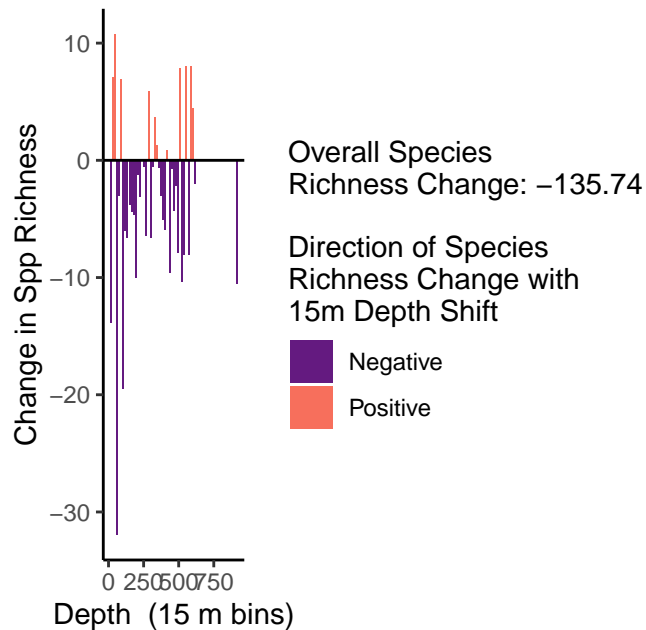 10
0
−10
−20
−30
Change in Spp Richness
0 250 500 750
Depth  (15 m bins)
Overall Species
Richness Change: −135.74
Direction of Species
Richness Change with
15m Depth Shift
Negative
Positive